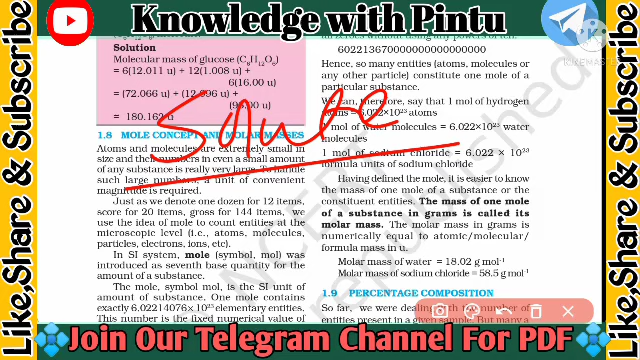 Knowledge with Pintu
Like,Share & Subscribe
Solution
Molecular mass of glucose (C₆H₁₂O₆)
= 6(12.011 u) + 12(1.008 u) +
6(16.00 u)
= (72.066 u) + (12.096 u) +
(96.00 u)
= 180.162 u
1.8 MOLE CONCEPT AND MOLAR MASSES
Atoms and molecules are extremely small in
size and their numbers in even a small amount
of any substance is really very large. To handle
such large numbers, a unit of convenient
magnitude is required.
Just as we denote one dozen for 12 items,
score for 20 items, gross for 144 items, we
use the idea of mole to count entities at the
microscopic level (i.e., atoms, molecules,
particles, electrons, ions, etc).
In SI system, mole (symbol, mol) was
introduced as seventh base quantity for the
amount of a substance.
The mole, symbol mol, is the SI unit of
amount of substance. One mole contains
exactly 6.02214076 × 10²³ elementary entities.
This number is the fixed numerical value of
602213670000000000000000
Hence, so many entities (atoms, molecules or
any other particle) constitute one mole of a
particular substance.
We can, therefore, say that 1 mol of hydrogen
atoms = 6.022×10²³ atoms
mol of water molecules = 6.022×10²³ water
molecules
1 mol of sodium chloride = 6.022 × 10²³
formula units of sodium chloride
Having defined the mole, it is easier to know
the mass of one mole of a substance or the
constituent entities. The mass of one mole
of a substance in grams is called its
molar mass. The molar mass in grams is
numerically equal to atomic/molecular/
formula mass in u.
Molar mass of water = 18.02 g mol⁻¹
Molar mass of sodium chloride = 58.5 g mol⁻¹
1.9 PERCENTAGE COMPOSITION
So far, we were dealing with the number of
entities present in a given sample. But many a
Like,Share & Subscribe
Join Our Telegram Channel For PDF